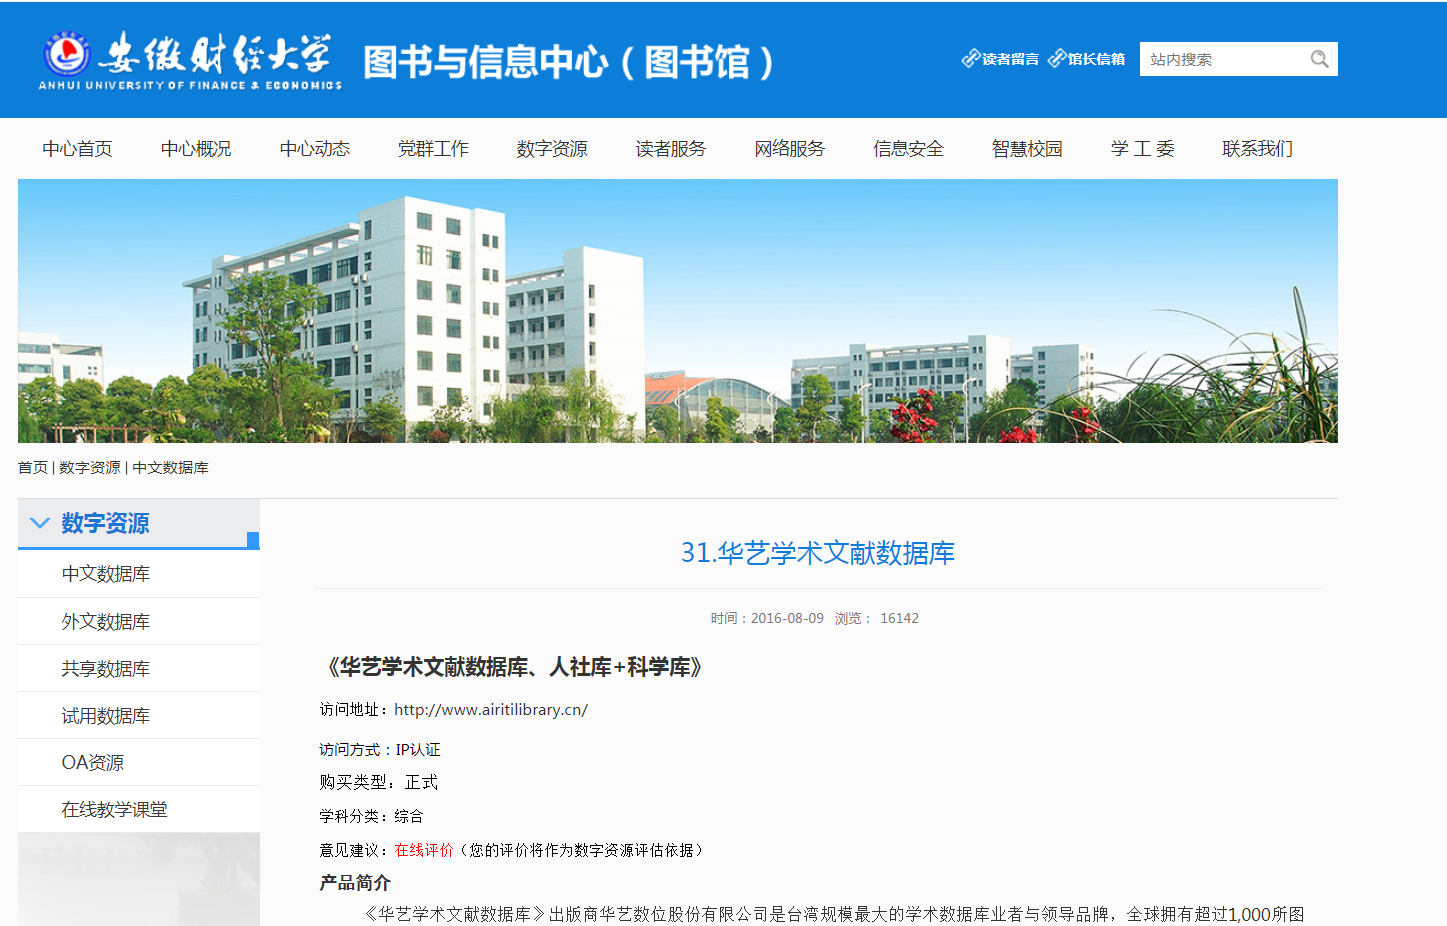 安徽财经大学
ANHUI UNIVERSITY OF FINANCE & ECONOMICS
图书与信息中心（图书馆）
读者留言 馆长信箱 站内搜索
中心首页 中心概况 中心动态 党群工作 数字资源 读者服务 网络服务 信息安全 智慧校园 学 工 委 联系我们
首页 | 数字资源 | 中文数据库
数字资源
中文数据库
外文数据库
共享数据库
试用数据库
OA资源
在线教学课堂
31.华艺学术文献数据库
时间：2016-08-09 浏览： 16142
《华艺学术文献数据库、人社库+科学库》
访问地址：http://www.airitilibrary.cn/
访问方式：IP认证
购买类型：正式
学科分类：综合
意见建议：在线评价（您的评价将作为数字资源评估依据）
产品简介
《华艺学术文献数据库》出版商华艺数位股份有限公司是台湾规模最大的学术数据库业者与领导品牌，全球拥有超过1,000所图